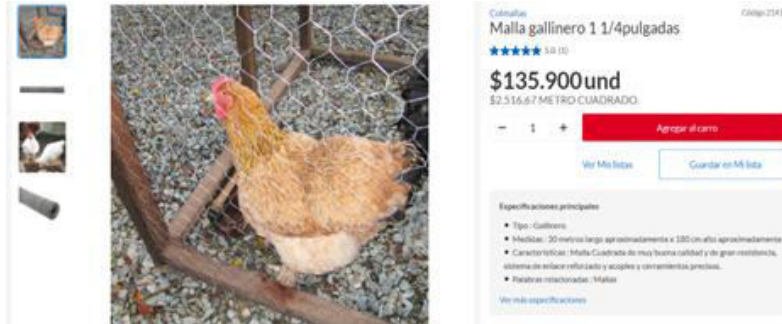 Colmallas
Malla gallinero 1 1/4pulgadas
5.0 (1)
$135.900und
$2.516,67 METRO CUADRADO.
- 1 +
Agregar al carro
Ver Mis listas
Guardar en Mi lista
Especificaciones principales
• Tipo : Gallinero
• Medidas : 30 metros largo aproximadamente x 180 cm alto aproximadamente
• Características : Malla Cuadrada de muy buena calidad y de gran resistencia,
sistema de enlace reforzado y acoples y cerramientos precisos.
• Palabras relacionadas : Mallas
Ver más especificaciones